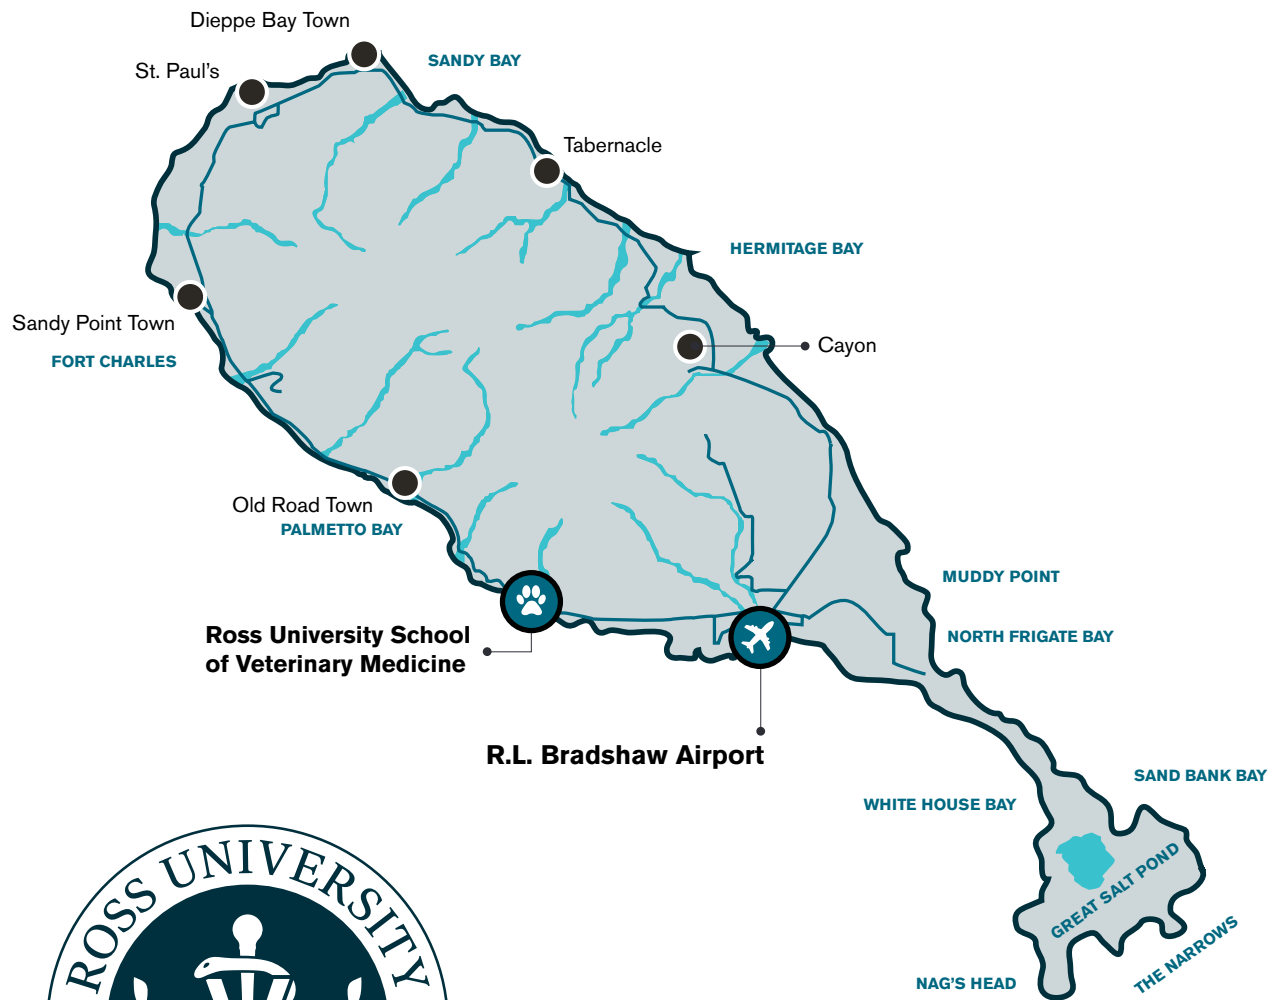 Dieppe Bay Town
SANDY BAY
St. Paul's
Tabernacle
HERMITAGE BAY
Sandy Point Town
FORT CHARLES
Cayon
Old Road Town
PALMETTO BAY
MUDDY POINT
Ross University School
of Veterinary Medicine
NORTH FRIGATE BAY
R.L. Bradshaw Airport
SAND BANK BAY
WHITE HOUSE BAY
GREAT SALT POND
THE NARROWS
NAG'S HEAD
ROSS UNIVERSITY